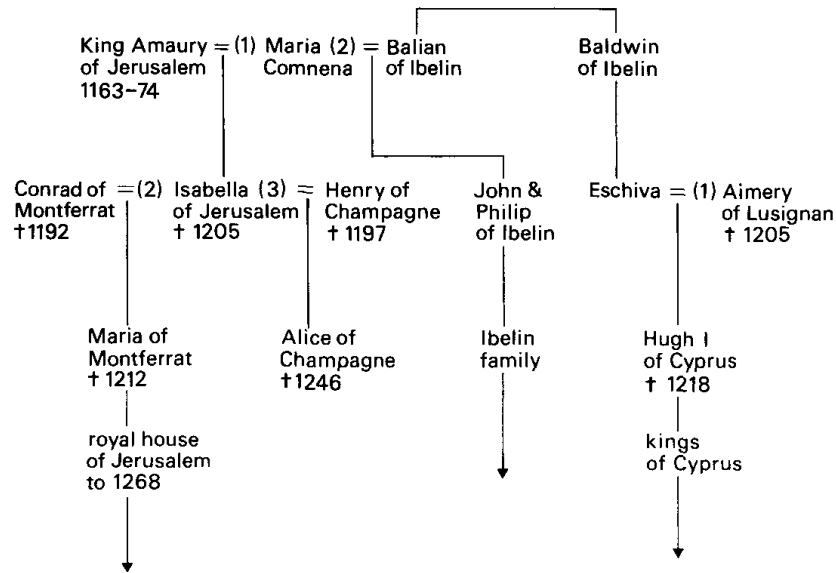 King Amaury = (1) Maria (2) = Balian
of Jerusalem Comnena of Ibelin
1163–74
Baldwin
of Ibelin
Conrad of = (2) Isabella (3) = Henry of
Montferrat of Jerusalem Champagne
†1192 † 1205 † 1197
John &
Philip
of Ibelin
Eschiva = (1) Aimery
of Lusignan
† 1205
Maria of
Montferrat
† 1212
Alice of
Champagne
†1246
Ibelin
family
Hugh I
of Cyprus
† 1218
royal house
of Jerusalem
to 1268
kings
of Cyprus